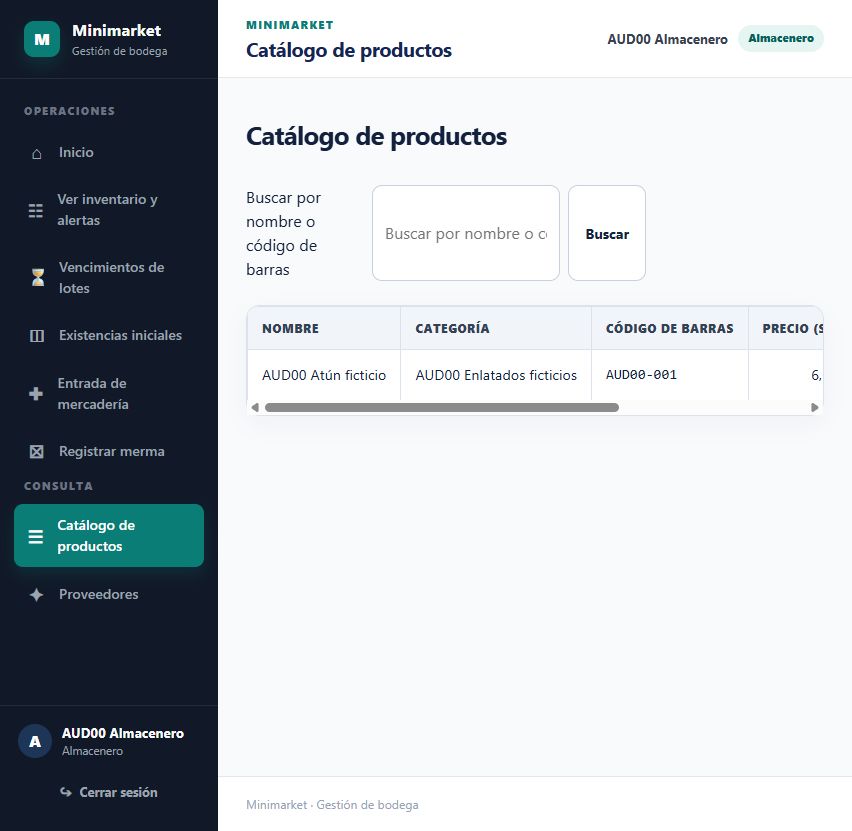 M
Minimarket
Gestión de bodega
OPERACIONES
Inicio
Ver inventario y
alertas
Vencimientos de
lotes
Existencias iniciales
Entrada de
mercadería
Registrar merma
CONSULTA
Catálogo de
productos
Proveedores
A
AUD00 Almacenero
Almacenero
Cerrar sesión
MINIMARKET
Catálogo de productos
AUD00 Almacenero
Almacenero
Catálogo de productos
Buscar por
nombre o
código de
barras
Buscar por nombre o có
Buscar
NOMBRE CATEGORÍA CÓDIGO DE BARRAS PRECIO (S
AUD00 Atún ficticio AUD00 Enlatados ficticios AUD00-001 6,
Minimarket · Gestión de bodega